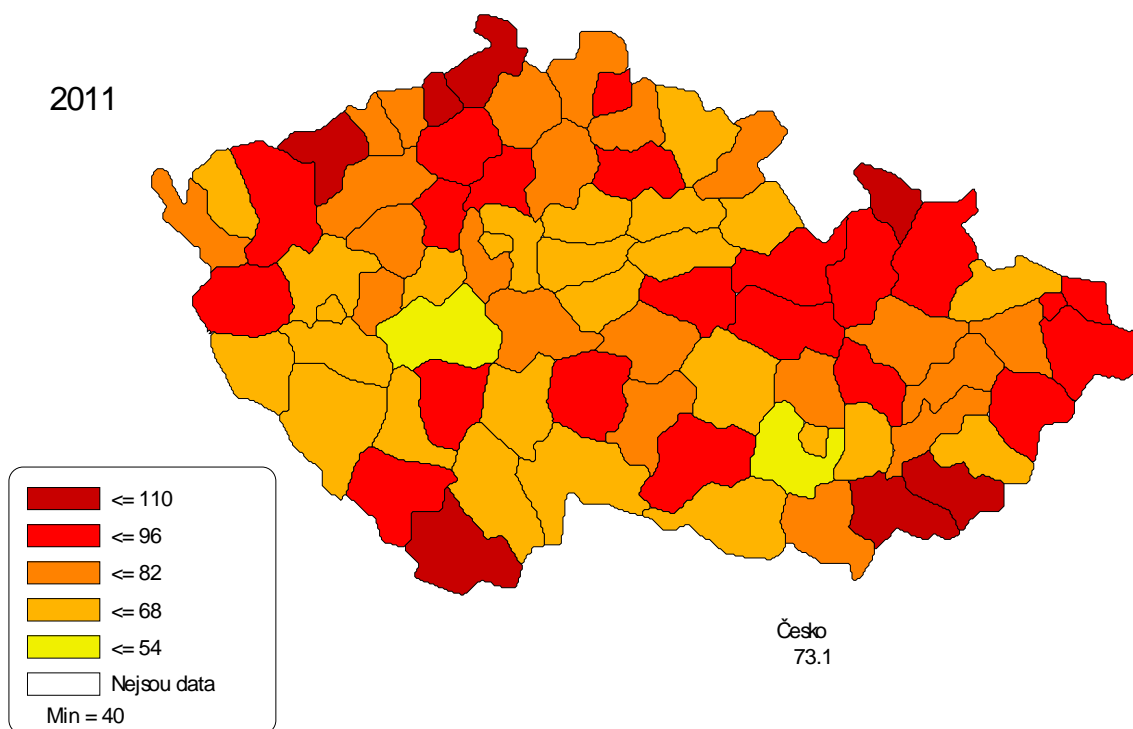 2011
<= 110
<= 96
<= 82
<= 68
<= 54
Nejsou data
Min = 40
Česko
73.1